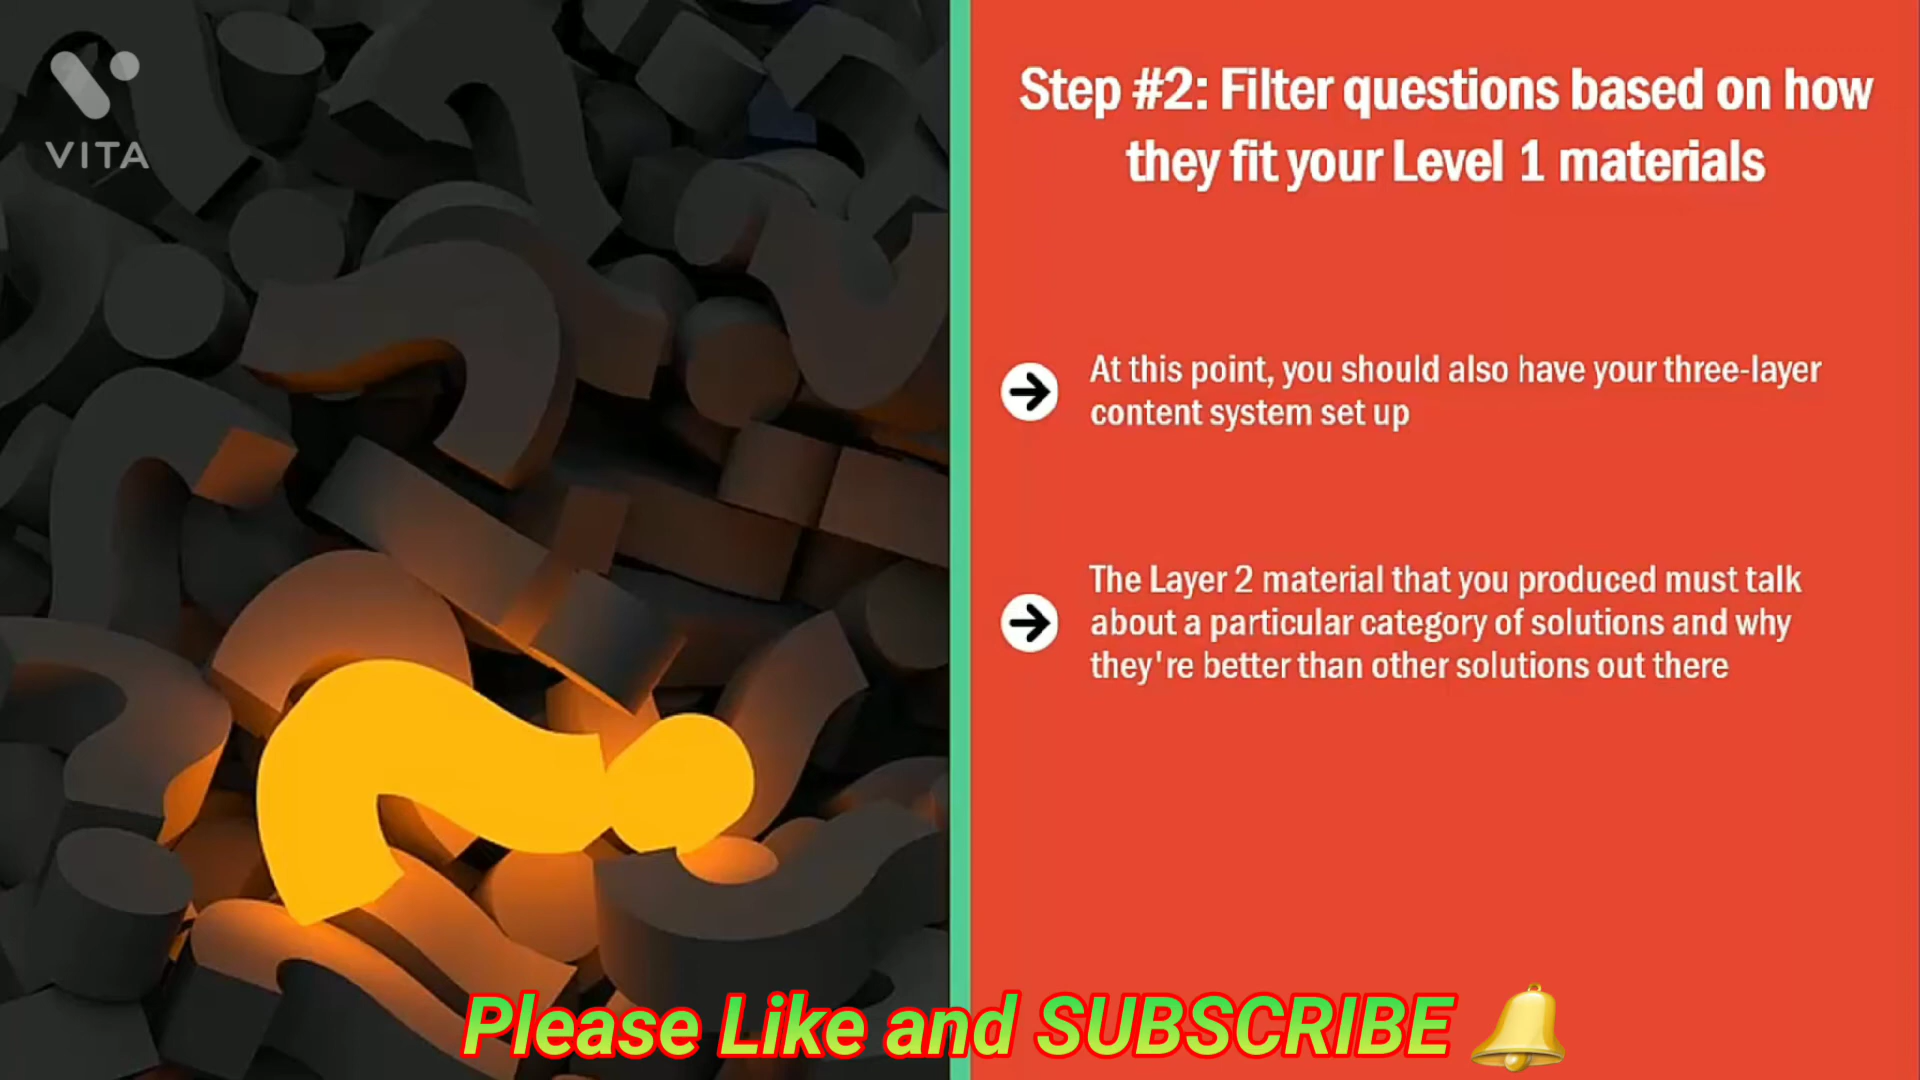 VITA
Step #2: Filter questions based on how
they fit your Level 1 materials
At this point, you should also have your three-layer
content system set up
The Layer 2 material that you produced must talk
about a particular category of solutions and why
they're better than other solutions out there
Please Like and SUBSCRIBE